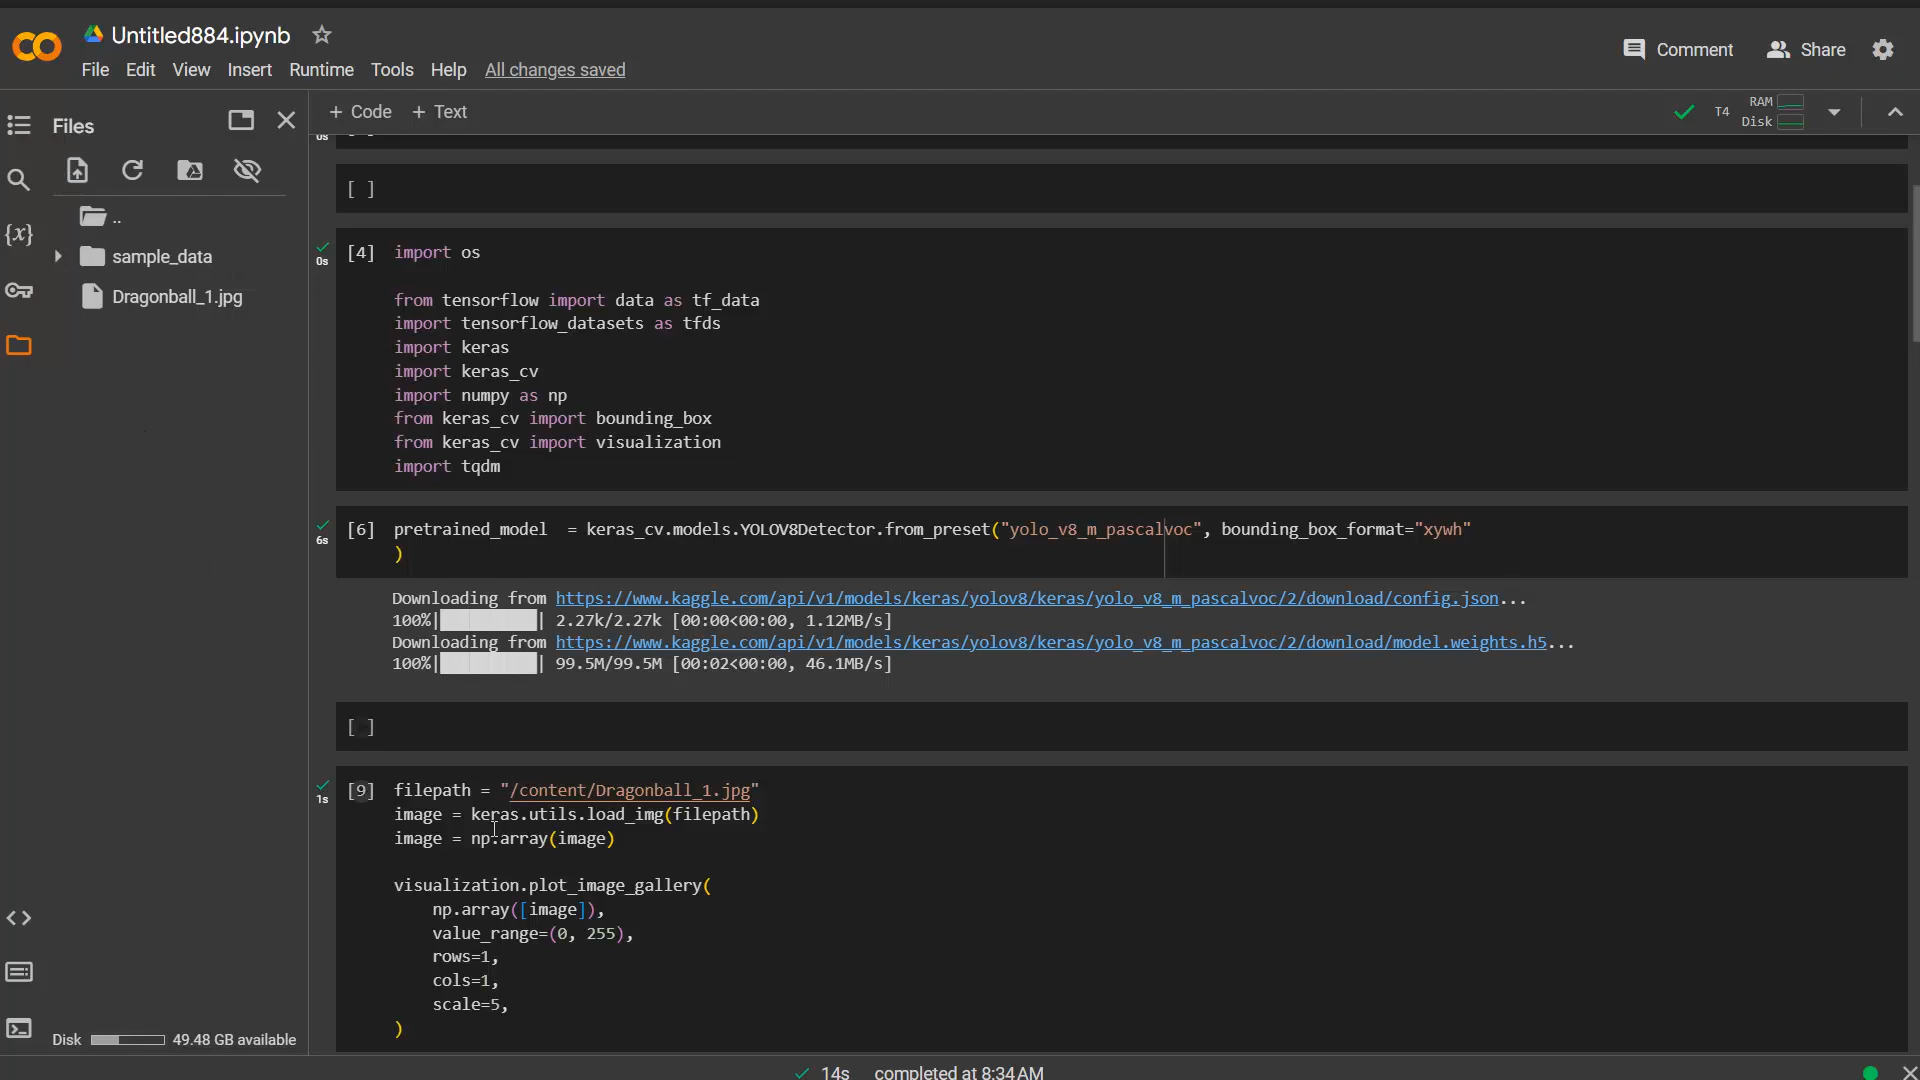 Untitled884.ipynb
File Edit View Insert Runtime Tools Help All changes saved
Comment Share
Files
+ Code + Text
T4 RAM
Disk
..
sample_data
Dragonball_1.jpg
{x}
0s
[ ]
0s
[4] import os
from tensorflow import data as tf_data
import tensorflow_datasets as tfds
import keras
import keras_cv
import numpy as np
from keras_cv import bounding_box
from keras_cv import visualization
import tqdm
6s
[6] pretrained_model = keras_cv.models.YOLOV8Detector.from_preset("yolo_v8_m_pascalvoc", bounding_box_format="xywh"
)
Downloading from https://www.kaggle.com/api/v1/models/keras/yolov8/keras/yolo_v8_m_pascalvoc/2/download/config.json...
100%|██████████| 2.27k/2.27k [00:00<00:00, 1.12MB/s]
Downloading from https://www.kaggle.com/api/v1/models/keras/yolov8/keras/yolo_v8_m_pascalvoc/2/download/model.weights.h5...
100%|██████████| 99.5M/99.5M [00:02<00:00, 46.1MB/s]
[ ]
1s
[9] filepath = "/content/Dragonball_1.jpg"
image = keras.utils.load_img(filepath)
image = np.array(image)
visualization.plot_image_gallery(
np.array([image]),
value_range=(0, 255),
rows=1,
cols=1,
scale=5,
)
Disk 49.48 GB available
14s completed at 8:34 AM